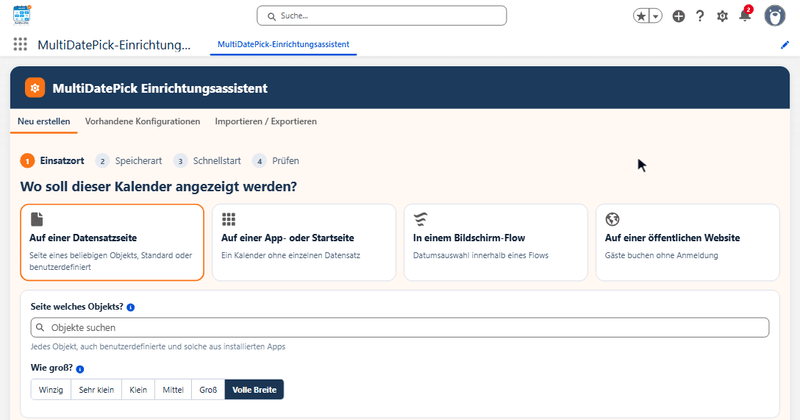 Suche...
2
MultiDatePick-Einrichtung...
MultiDatePick-Einrichtungsassistent
MultiDatePick Einrichtungsassistent
Neu erstellen Vorhandene Konfigurationen Importieren / Exportieren
1 Einsatzort 2 Speicherart 3 Schnellstart 4 Prüfen
Wo soll dieser Kalender angezeigt werden?
Auf einer Datensatzseite
Seite eines beliebigen Objekts, Standard oder
benutzerdefiniert
Auf einer App- oder Startseite
Ein Kalender ohne einzelnen Datensatz
In einem Bildschirm-Flow
Datumsauswahl innerhalb eines Flows
Auf einer öffentlichen Website
Gäste buchen ohne Anmeldung
Seite welches Objekts?
Objekte suchen
Jedes Objekt, auch benutzerdefinierte und solche aus installierten Apps
Wie groß?
Winzig Sehr klein Klein Mittel Groß Volle Breite